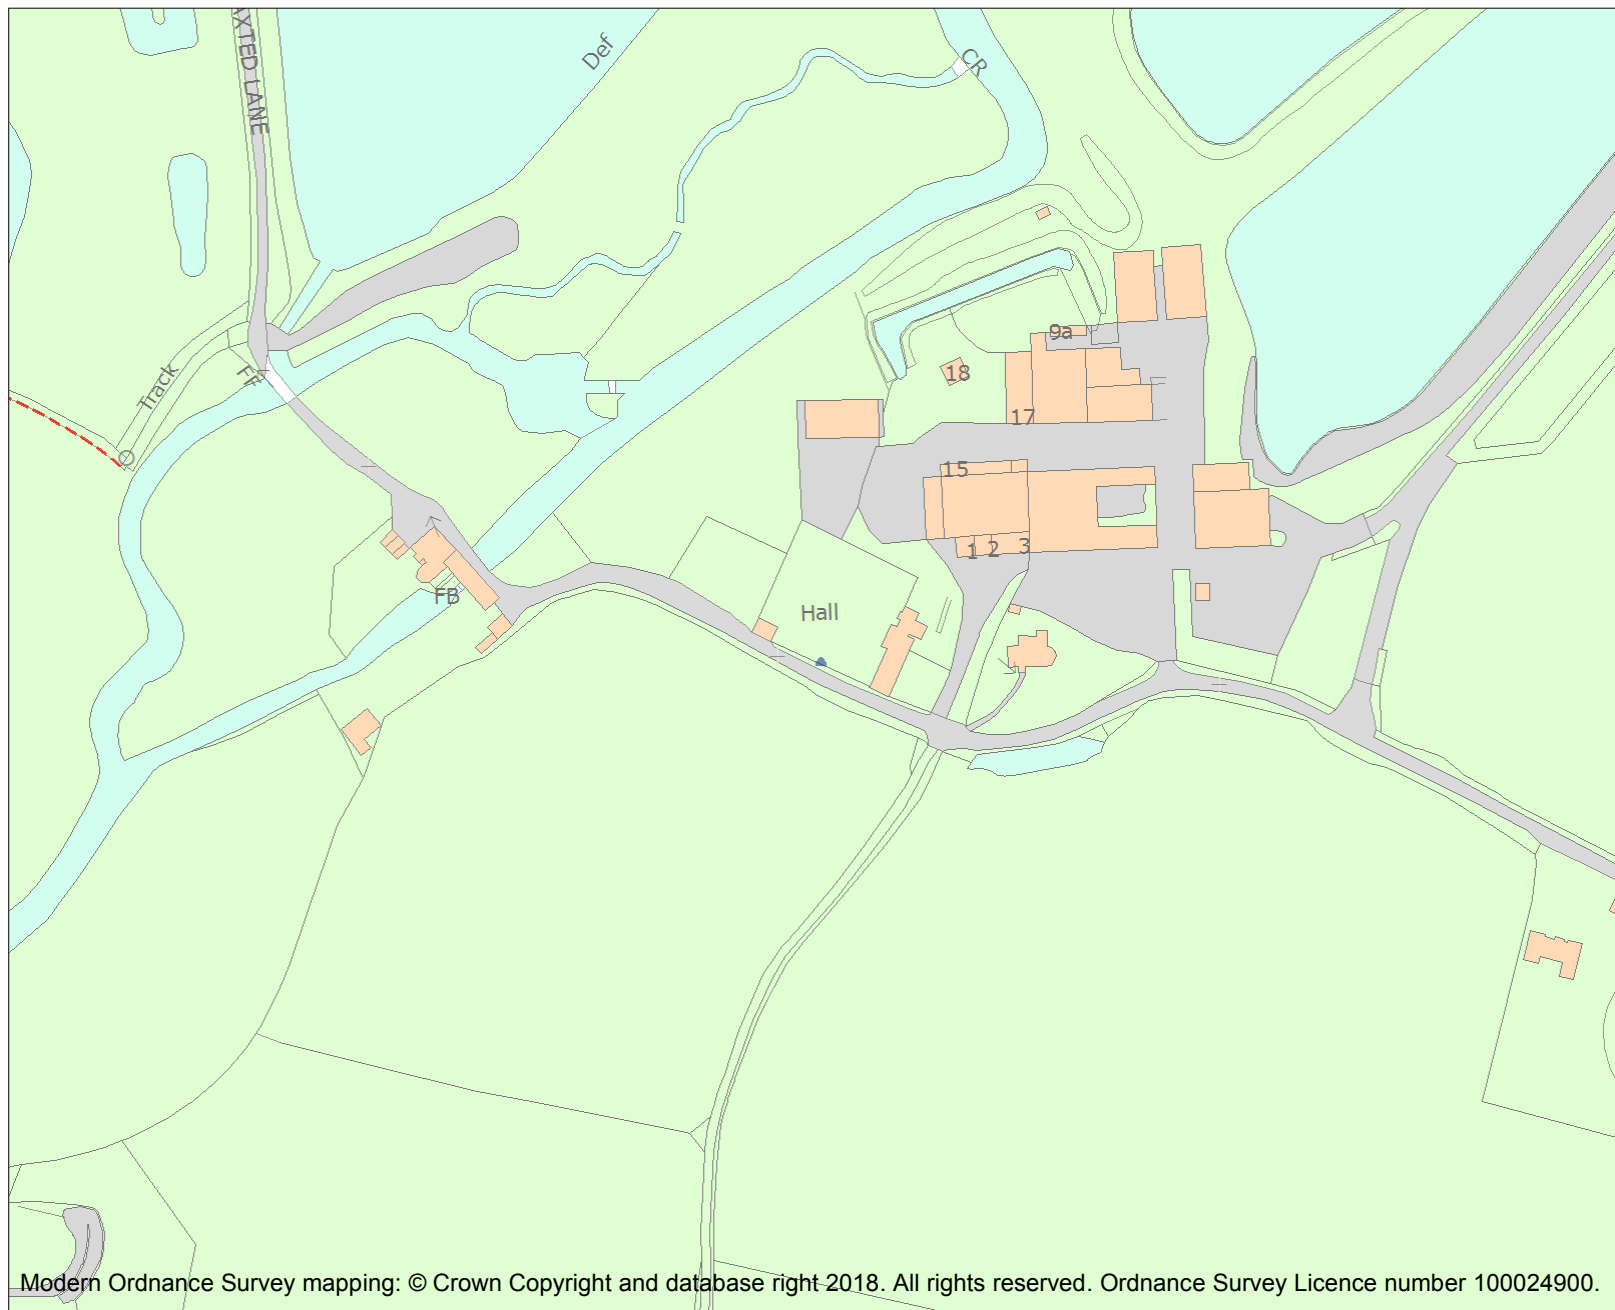 AXTED LANE
Def
CR
9a
Track
FF
18
17
15
1
2
3
FB
Hall
Modern Ordnance Survey mapping: © Crown Copyright and database right 2018. All rights reserved. Ordnance Survey Licence number 100024900.